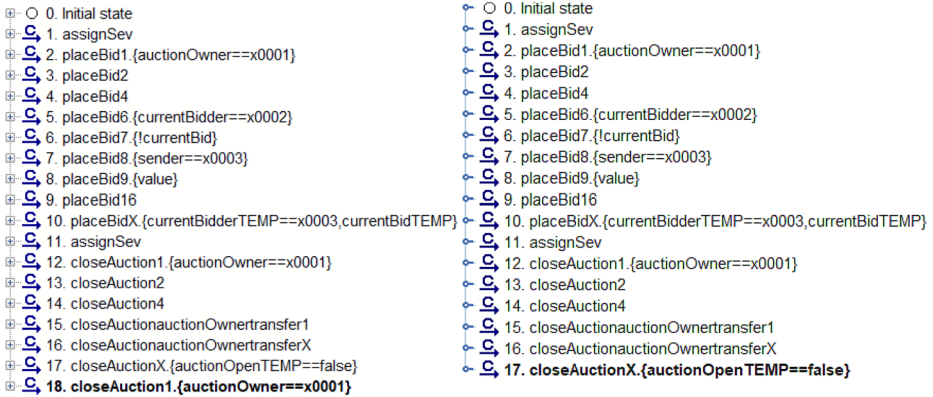 0. Initial state
1. assignSev
2. placeBid1.{auctionOwner==x0001}
3. placeBid2
4. placeBid4
5. placeBid6.{currentBidder==x0002}
6. placeBid7.{!currentBid}
7. placeBid8.{sender==x0003}
8. placeBid9.{value}
9. placeBid16
10. placeBidX.{currentBidderTEMP==x0003,currentBidTEMP}
11. assignSev
12. closeAuction1.{auctionOwner==x0001}
13. closeAuction2
14. closeAuction4
15. closeAuctionauctionOwnertransfer1
16. closeAuctionauctionOwnertransferX
17. closeAuctionX.{auctionOpenTEMP==false}
18. closeAuction1.{auctionOwner==x0001}
0. Initial state
1. assignSev
2. placeBid1.{auctionOwner==x0001}
3. placeBid2
4. placeBid4
5. placeBid6.{currentBidder==x0002}
6. placeBid7.{!currentBid}
7. placeBid8.{sender==x0003}
8. placeBid9.{value}
9. placeBid16
10. placeBidX.{currentBidderTEMP==x0003,currentBidTEMP}
11. assignSev
12. closeAuction1.{auctionOwner==x0001}
13. closeAuction2
14. closeAuction4
15. closeAuctionauctionOwnertransfer1
16. closeAuctionauctionOwnertransferX
17. closeAuctionX.{auctionOpenTEMP==false}